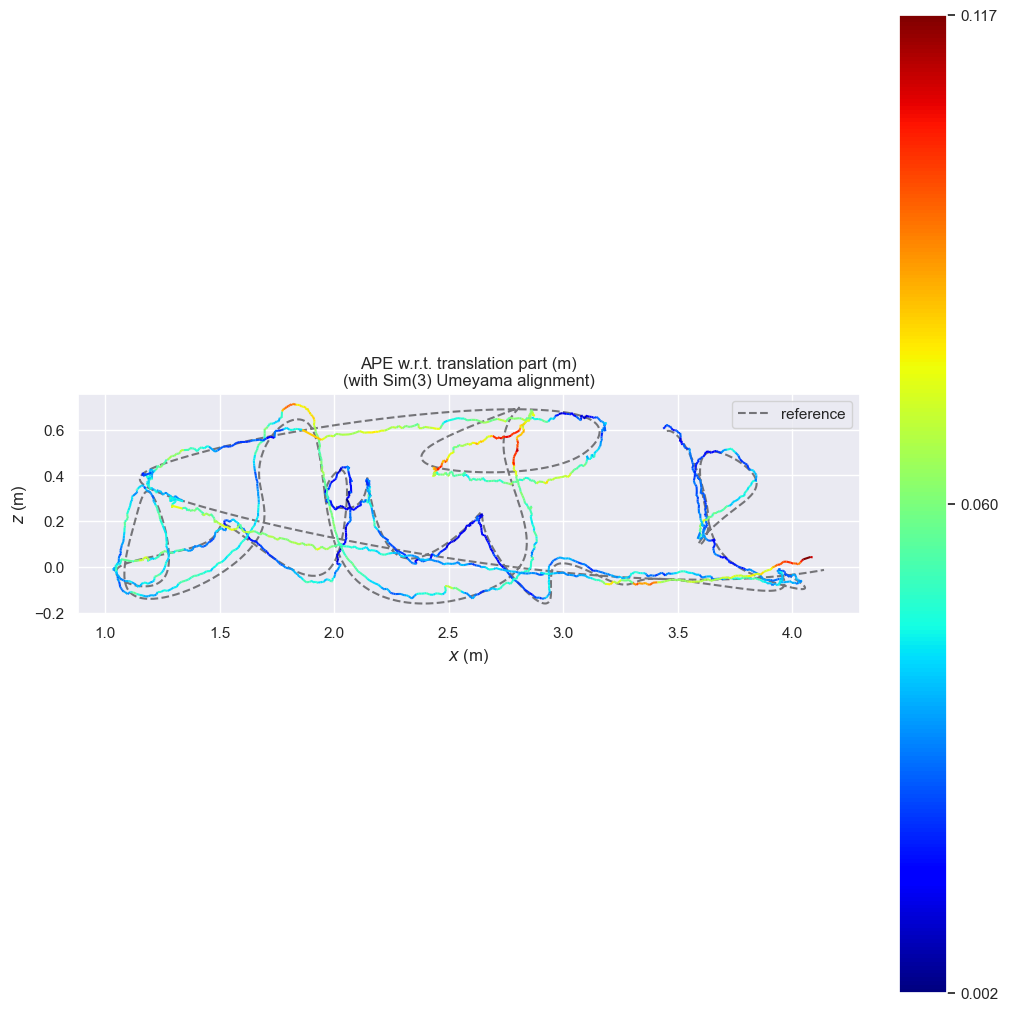 APE w.r.t. translation part (m)
(with Sim(3) Umeyama alignment)
reference
z (m)
0.6
0.4
0.2
0.0
−0.2
1.0 1.5 2.0 2.5 3.0 3.5 4.0
x (m)
0.117
0.060
0.002